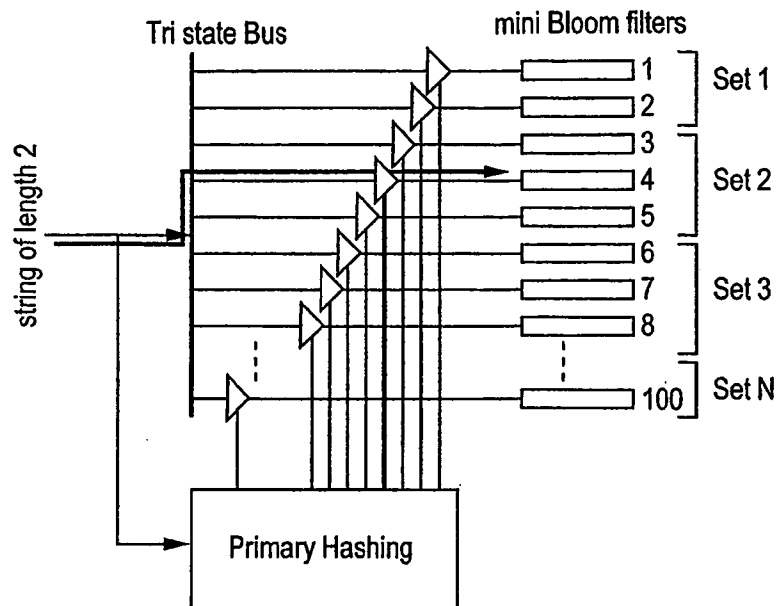 Tri state Bus
mini Bloom filters
1
2
3
4
5
6
7
8
100
Set 1
Set 2
Set 3
Set N
string of length 2
Primary Hashing